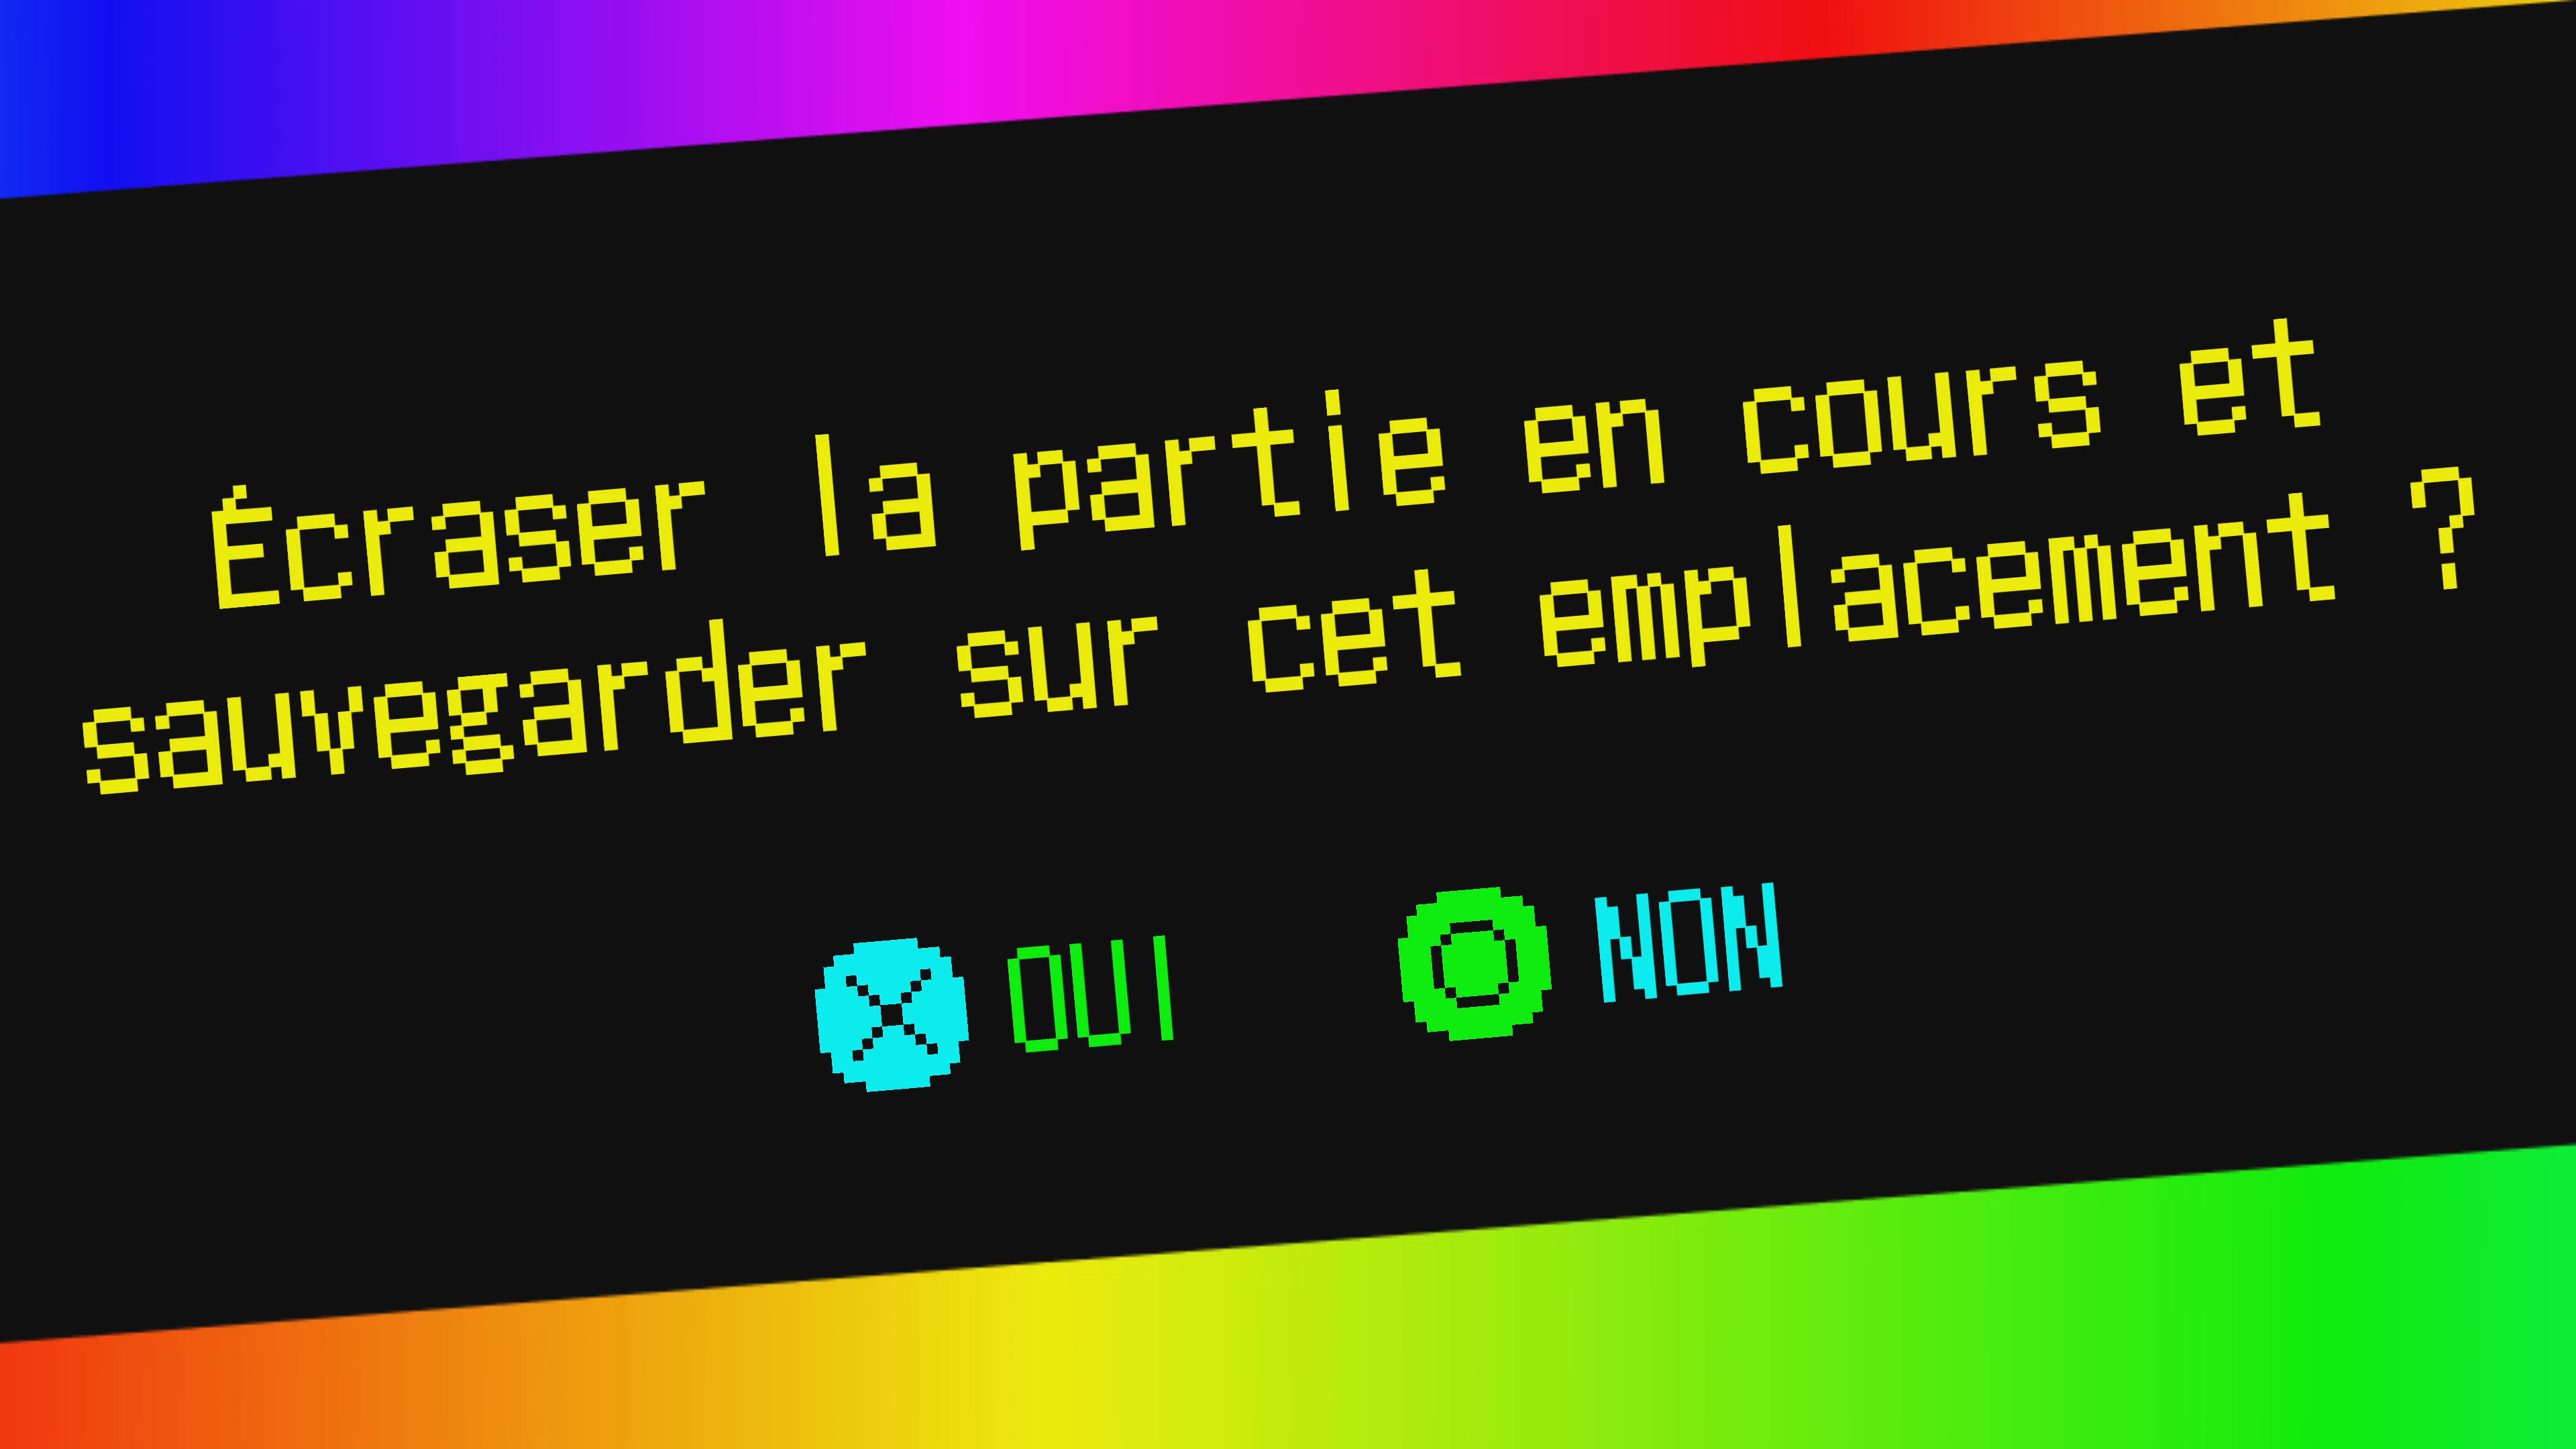 Écraser la partie en cours et
sauvegarder sur cet emplacement ?
OUI NON